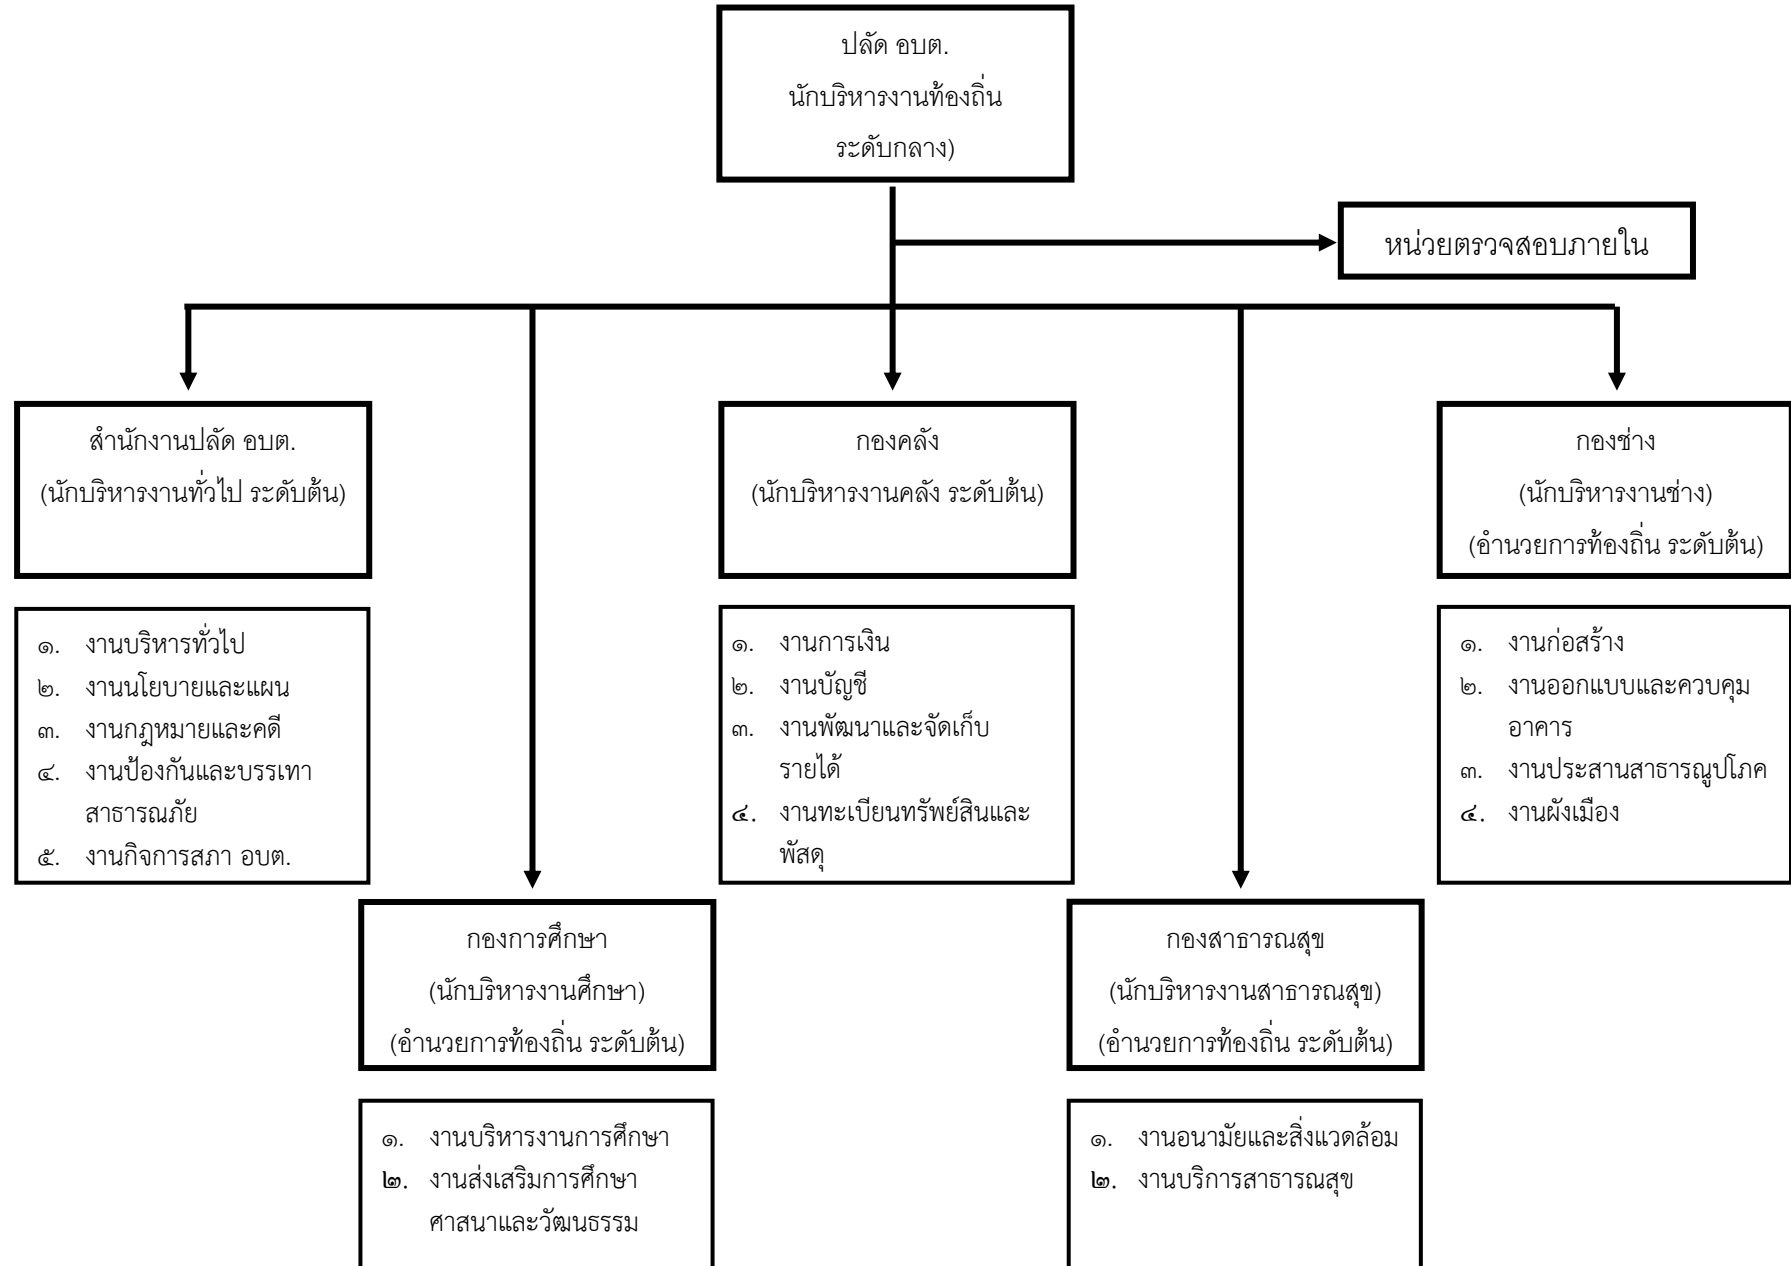 ปลัด อบต.
นักบริหารงานท้องถิ่น
ระดับกลาง)
หน่วยตรวจสอบภายใน
สำนักงานปลัด อบต.
(นักบริหารงานทั่วไป ระดับต้น)
๑. งานบริหารทั่วไป
๒. งานนโยบายและแผน
๓. งานกฎหมายและคดี
๔. งานป้องกันและบรรเทา
สาธารณภัย
๕. งานกิจการสภา อบต.
กองคลัง
(นักบริหารงานคลัง ระดับต้น)
๑. งานการเงิน
๒. งานบัญชี
๓. งานพัฒนาและจัดเก็บ
รายได้
๔. งานทะเบียนทรัพย์สินและ
พัสดุ
กองช่าง
(นักบริหารงานช่าง)
(อำนวยการท้องถิ่น ระดับต้น)
๑. งานก่อสร้าง
๒. งานออกแบบและควบคุม
อาคาร
๓. งานประสานสาธารณูปโภค
๔. งานผังเมือง
กองการศึกษา
(นักบริหารงานศึกษา)
(อำนวยการท้องถิ่น ระดับต้น)
๑. งานบริหารงานการศึกษา
๒. งานส่งเสริมการศึกษา
ศาสนาและวัฒนธรรม
กองสาธารณสุข
(นักบริหารงานสาธารณสุข)
(อำนวยการท้องถิ่น ระดับต้น)
๑. งานอนามัยและสิ่งแวดล้อม
๒. งานบริการสาธารณสุข